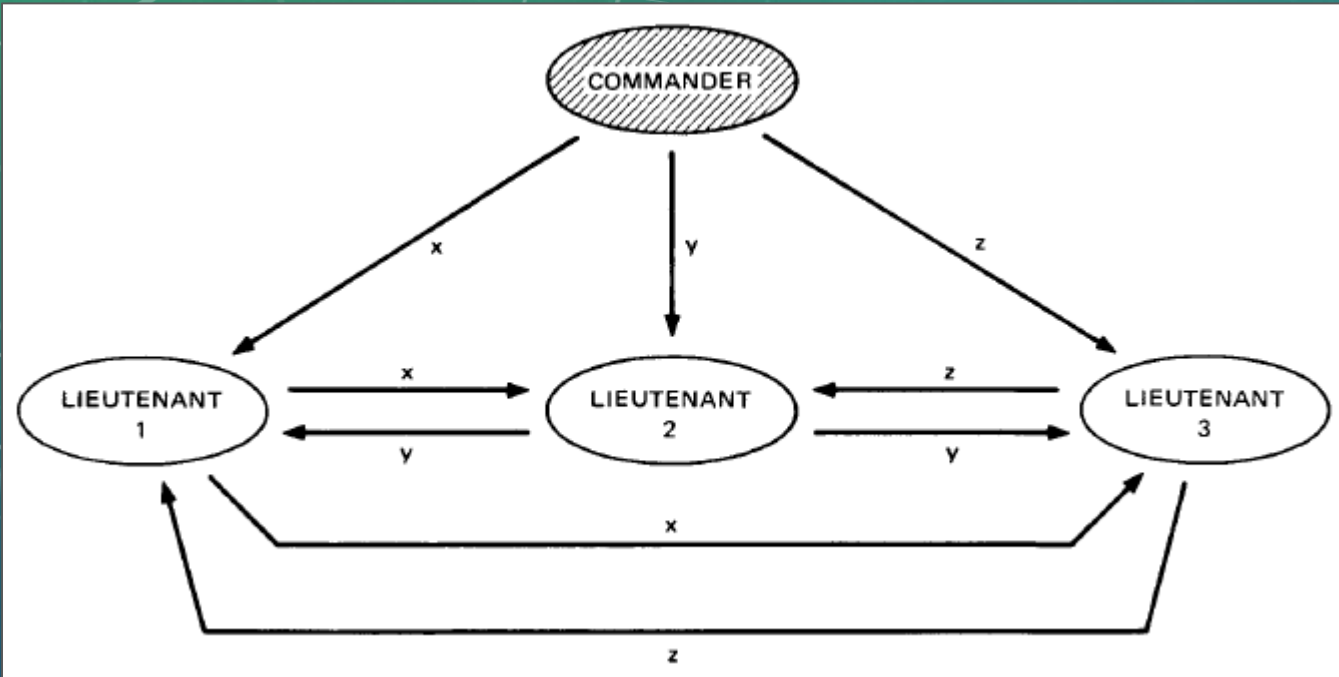 COMMANDER
x
y
z
x
z
LIEUTENANT
1
LIEUTENANT
2
LIEUTENANT
3
y
y
x
z